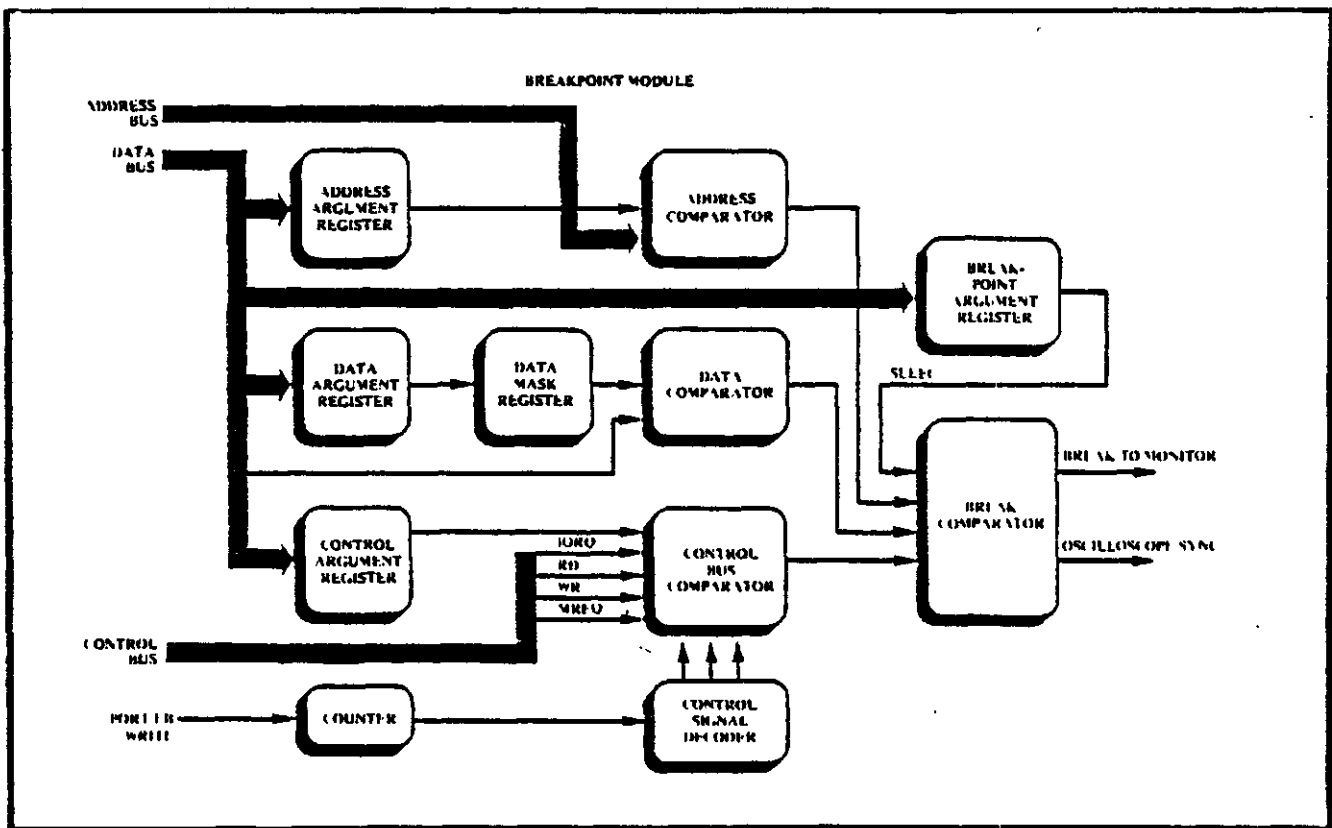 BREAKPOINT MODULE
ADDRESS
BUS
DATA
BUS
ADDRESS
ARGUMENT
REGISTER
ADDRESS
COMPARATOR
BREAK-
POINT
ARGUMENT
REGISTER
DATA
ARGUMENT
REGISTER
DATA
MASK
REGISTER
DATA
COMPARATOR
BREAK TO MONITOR
BREAK
COMPARATOR
OSCILLOSCOPE SYNC
CONTROL
ARGUMENT
REGISTER
IORQ
RD
WR
MREQ
CONTROL
BUS
COMPARATOR
CONTROL
BUS
PORT
WRITE
COUNTER
CONTROL
SIGNAL
DECODER